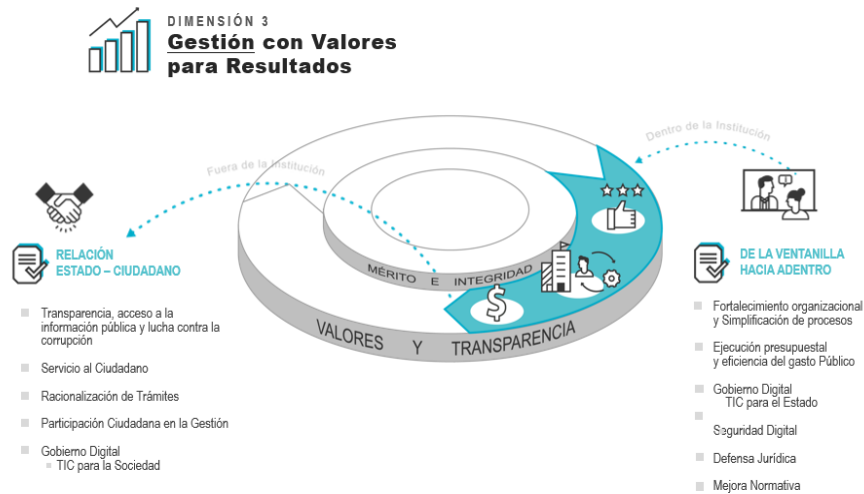 DIMENSIÓN 3
Gestión con Valores
para Resultados
Fuera de la Institución
Dentro de la Institución
MÉRITO E INTEGRIDAD
VALORES Y TRANSPARENCIA
$
RELACIÓN
ESTADO – CIUDADANO
Transparencia, acceso a la
información pública y lucha contra la
corrupción
Servicio al Ciudadano
Racionalización de Trámites
Participación Ciudadana en la Gestión
Gobierno Digital
TIC para la Sociedad
DE LA VENTANILLA
HACIA ADENTRO
Fortalecimiento organizacional
y Simplificación de procesos
Ejecución presupuestal
y eficiencia del gasto Público
Gobierno Digital
TIC para el Estado
Seguridad Digital
Defensa Jurídica
Mejora Normativa